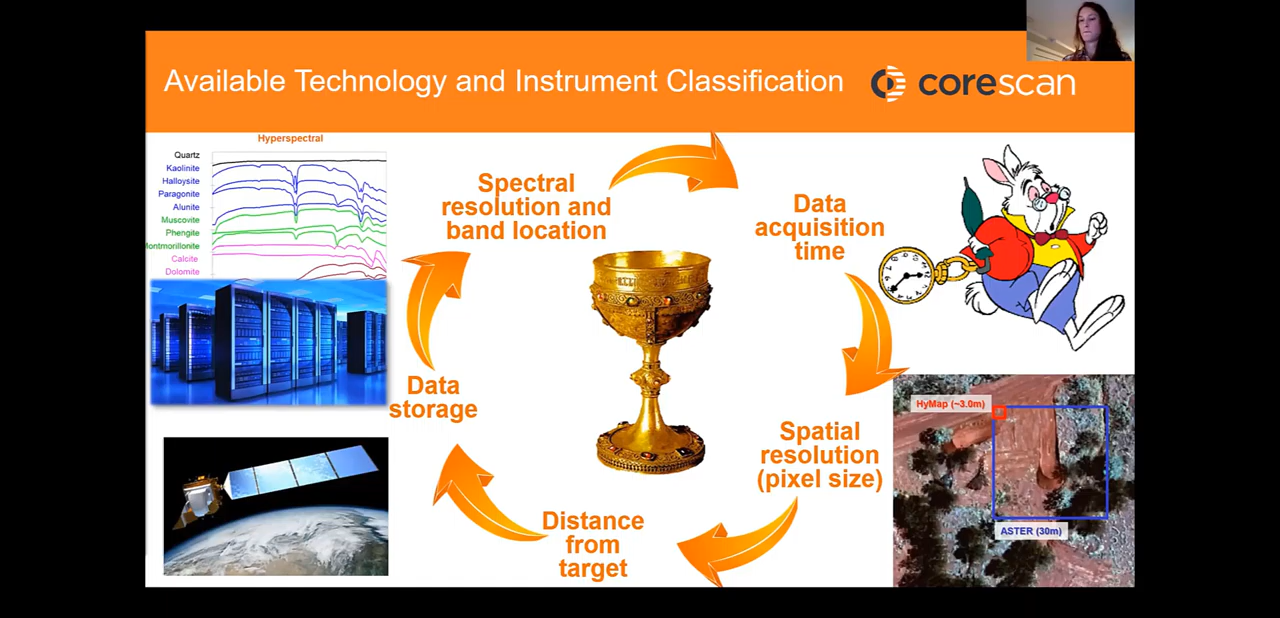 Available Technology and Instrument Classification
corescan
Hyperspectral
Quartz
Kaolinite
Halloysite
Paragonite
Alunite
Muscovite
Phengite
Montmorillonite
Calcite
Dolomite
Spectral
resolution and
band location
Data
acquisition
time
Spatial
resolution
(pixel size)
Distance
from
target
Data
storage
HyMap (~3.0m)
ASTER (30m)